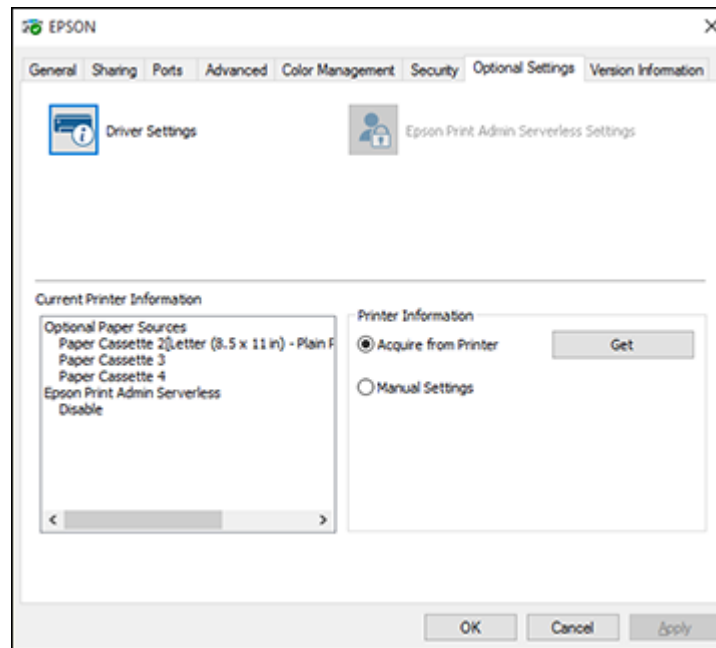 EPSON
General Sharing Ports Advanced Color Management Security Optional Settings Version Information
Driver Settings
Epson Print Admin Serverless Settings
Current Printer Information
Optional Paper Sources
Paper Cassette 2[Letter (8.5 x 11 in) - Plain
Paper Cassette 3
Paper Cassette 4
Epson Print Admin Serverless
Disable
Printer Information
Acquire from Printer
Get
Manual Settings
OK Cancel Apply